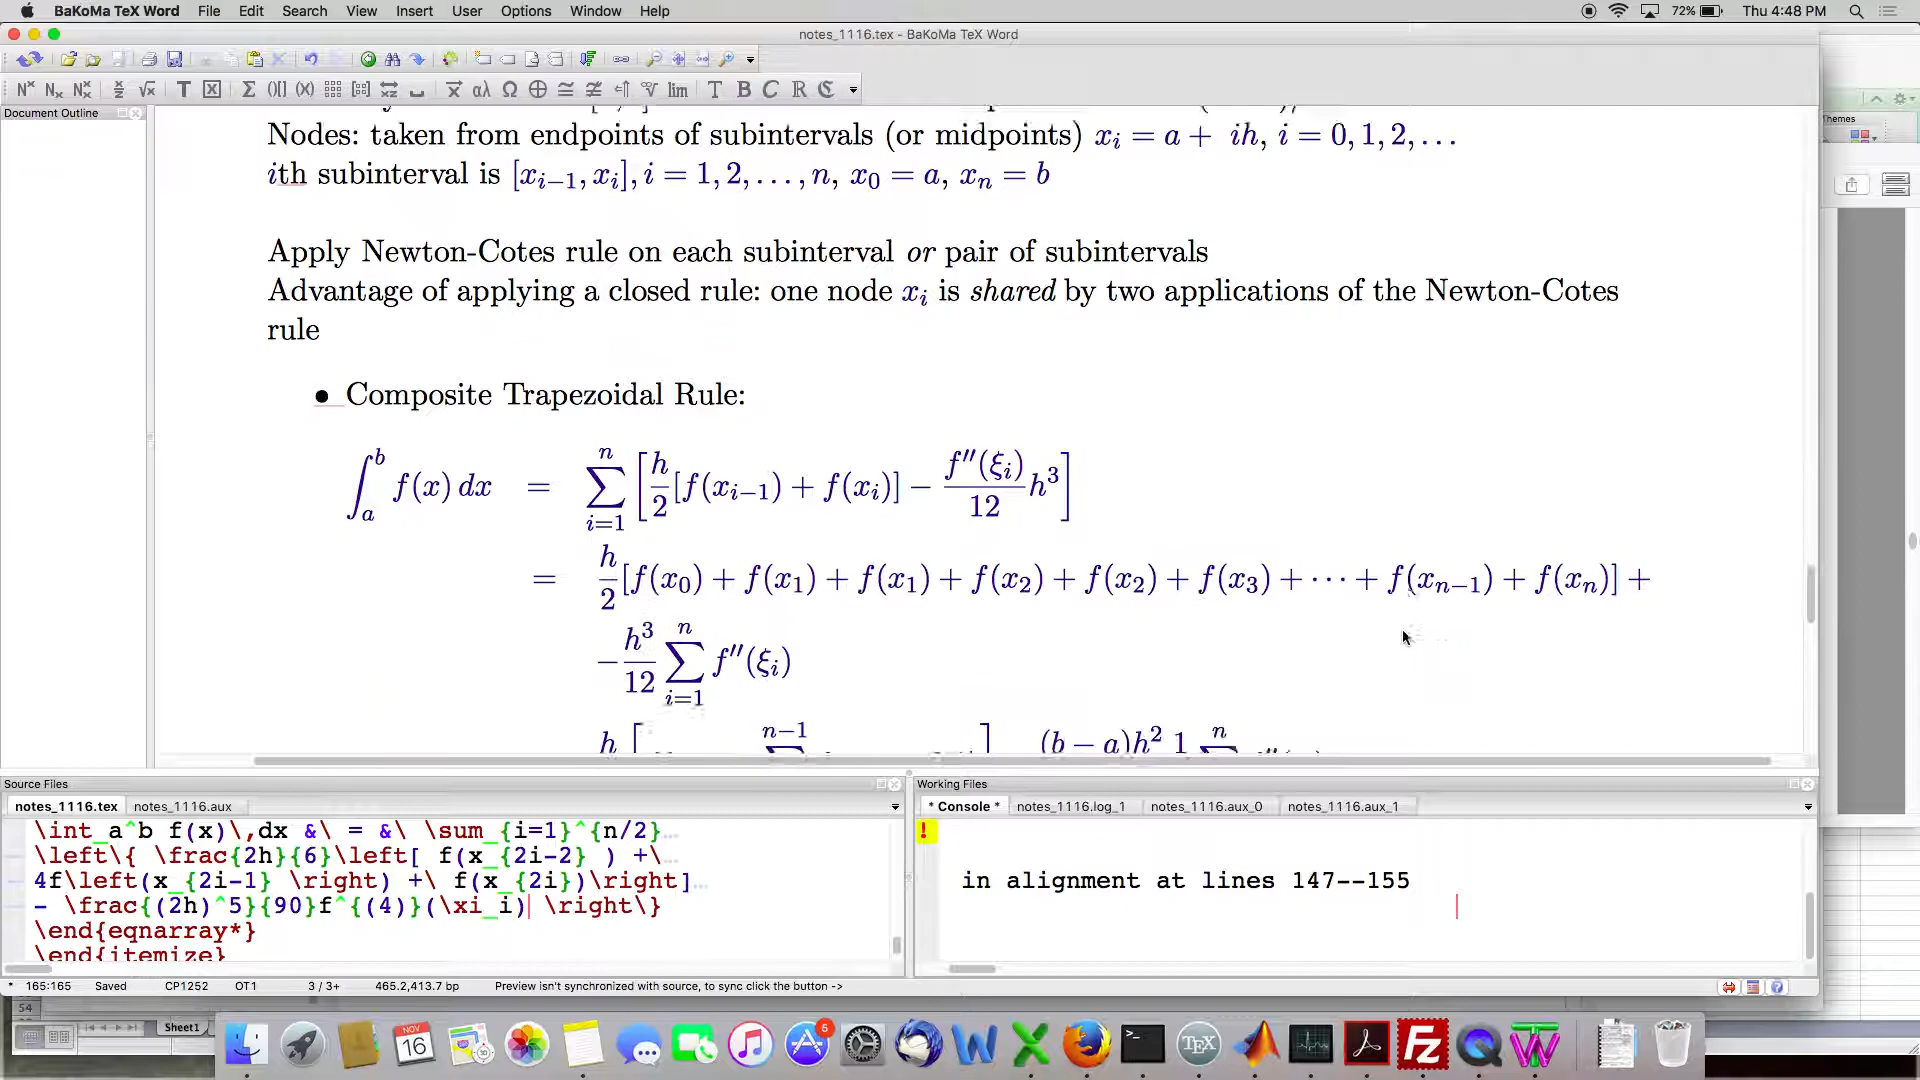 BaKoMa TeX Word File Edit Search View Insert User Options Window Help 72% Thu 4:48 PM
notes_1116.tex - BaKoMa TeX Word
Document Outline
Nodes: taken from endpoints of subintervals (or midpoints) x_i = a + ih, i = 0, 1, 2, …
ith subinterval is [x_{i−1}, x_i], i = 1, 2, …, n, x_0 = a, x_n = b
Apply Newton-Cotes rule on each subinterval or pair of subintervals
Advantage of applying a closed rule: one node x_i is shared by two applications of the Newton-Cotes
rule
• Composite Trapezoidal Rule:
∫_a^b f(x) dx = ∑_{i=1}^n [ h/2 [f(x_{i−1}) + f(x_i)] − f″(ξ_i)/12 h^3 ]
= h/2 [f(x_0) + f(x_1) + f(x_1) + f(x_2) + f(x_2) + f(x_3) + ⋯ + f(x_{n−1}) + f(x_n)] +
− h^3/12 ∑_{i=1}^n f″(ξ_i)
Source Files
notes_1116.tex notes_1116.aux
\int_a^b f(x)\,dx &\ = &\ \sum_{i=1}^{n/2}
\left\{ \frac{2h}{6}\left[ f(x_{2i-2} ) +\
4f\left(x_{2i-1} \right) +\ f(x_{2i})\right]
- \frac{(2h)^5}{90}f^{(4)}(\xi_i) \right\}
\end{eqnarray*}
\end{itemize}
Working Files
* Console * notes_1116.log_1 notes_1116.aux_0 notes_1116.aux_1
!
in alignment at lines 147--155
* 165:165 Saved CP1252 OT1 3 / 3+ 465.2,413.7 bp Preview isn't synchronized with source, to sync click the button ->
54
Sheet1
NOV
16
5